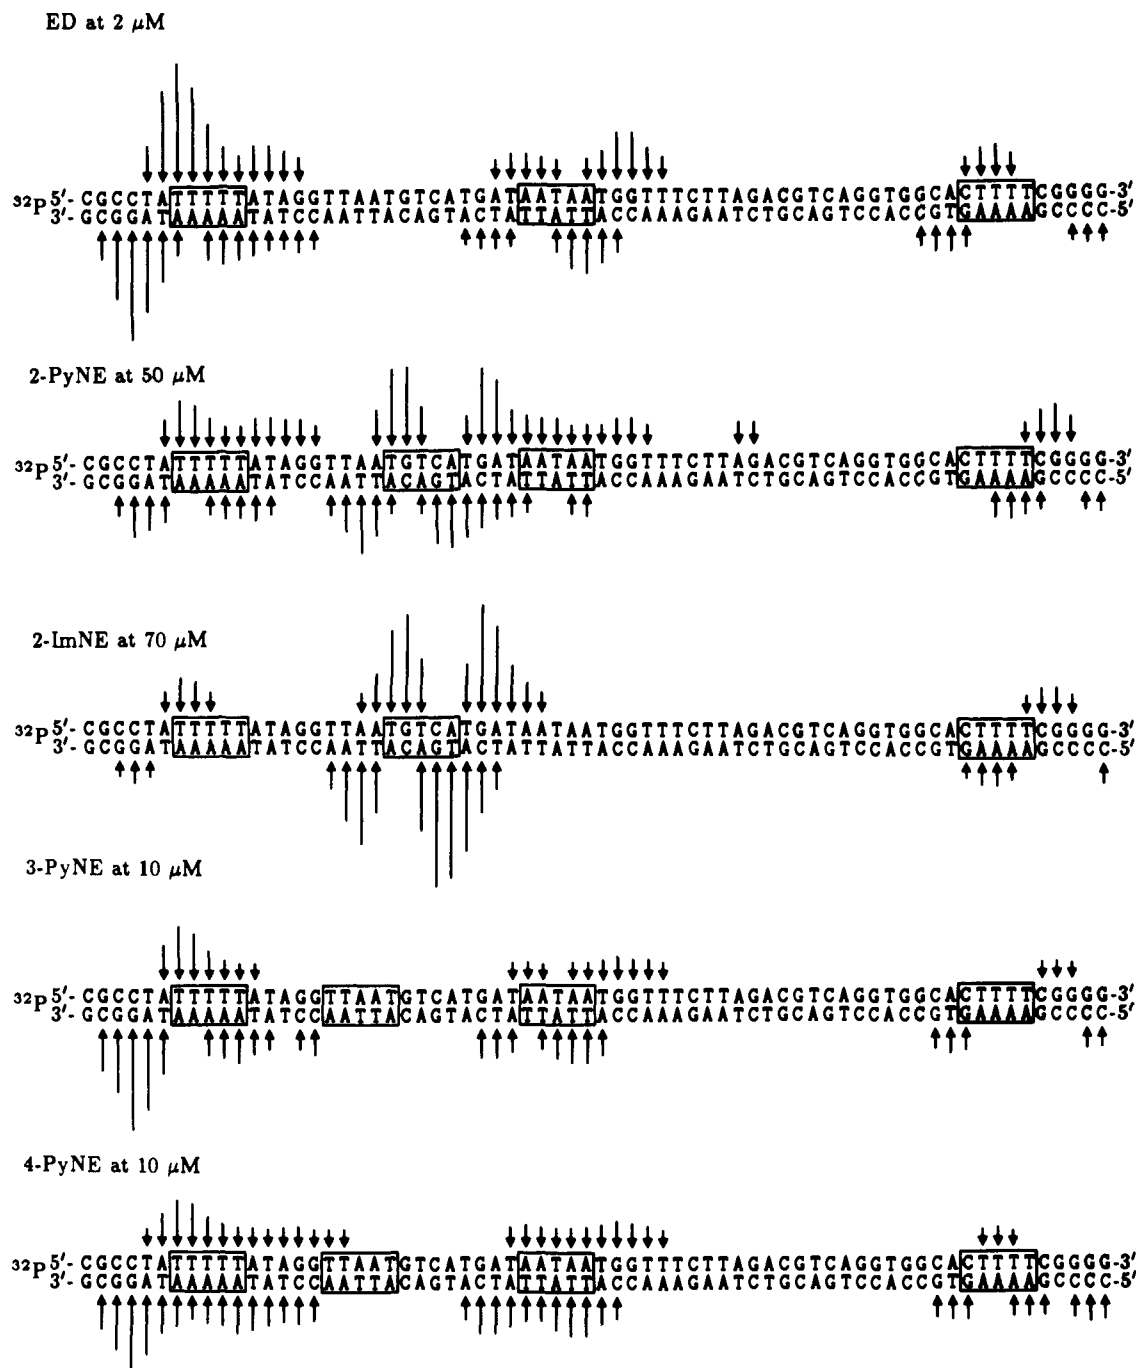 ED at 2 μM
³²P 5'- CGCCTATTTTTATAGGTTAATGTCATGATAATAATGGTTTCTTAGACGTCAGGTGGCACTTTTCGGGG-3'
3'- GCGGATAAAAATATCCAATTACAGTACTATTATTACCAAAGAATCTGCAGTCCACCGTGAAAAGCCCC-5'
2-PyNE at 50 μM
³²P 5'- CGCCTATTTTTATAGGTTAATGTCATGATAATAATGGTTTCTTAGACGTCAGGTGGCACTTTTCGGGG-3'
3'- GCGGATAAAAATATCCAATTACAGTACTATTATTACCAAAGAATCTGCAGTCCACCGTGAAAAGCCCC-5'
2-ImNE at 70 μM
³²P 5'- CGCCTATTTTTATAGGTTAATGTCATGATAATAATGGTTTCTTAGACGTCAGGTGGCACTTTTCGGGG-3'
3'- GCGGATAAAAATATCCAATTACAGTACTATTATTACCAAAGAATCTGCAGTCCACCGTGAAAAGCCCC-5'
3-PyNE at 10 μM
³²P 5'- CGCCTATTTTTATAGGTTAATGTCATGATAATAATGGTTTCTTAGACGTCAGGTGGCACTTTTCGGGG-3'
3'- GCGGATAAAAATATCCAATTACAGTACTATTATTACCAAAGAATCTGCAGTCCACCGTGAAAAGCCCC-5'
4-PyNE at 10 μM
³²P 5'- CGCCTATTTTTATAGGTTAATGTCATGATAATAATGGTTTCTTAGACGTCAGGTGGCACTTTTCGGGG-3'
3'- GCGGATAAAAATATCCAATTACAGTACTATTATTACCAAAGAATCTGCAGTCCACCGTGAAAAGCCCC-5'